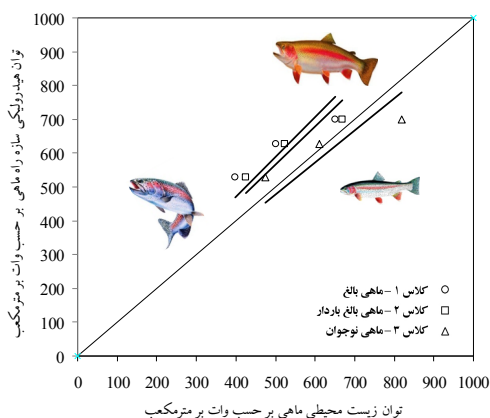 توان هیدرولیکی سازه راه ماهی بر حسب وات بر مترمکعب
1000
900
800
700
600
500
400
300
200
100
0
کلاس ۱ – ماهی بالغ
کلاس ۲ – ماهی بالغ باردار
کلاس ۳ – ماهی نوجوان
0 100 200 300 400 500 600 700 800 900 1000
توان زیست محیطی ماهی بر حسب وات بر مترمکعب